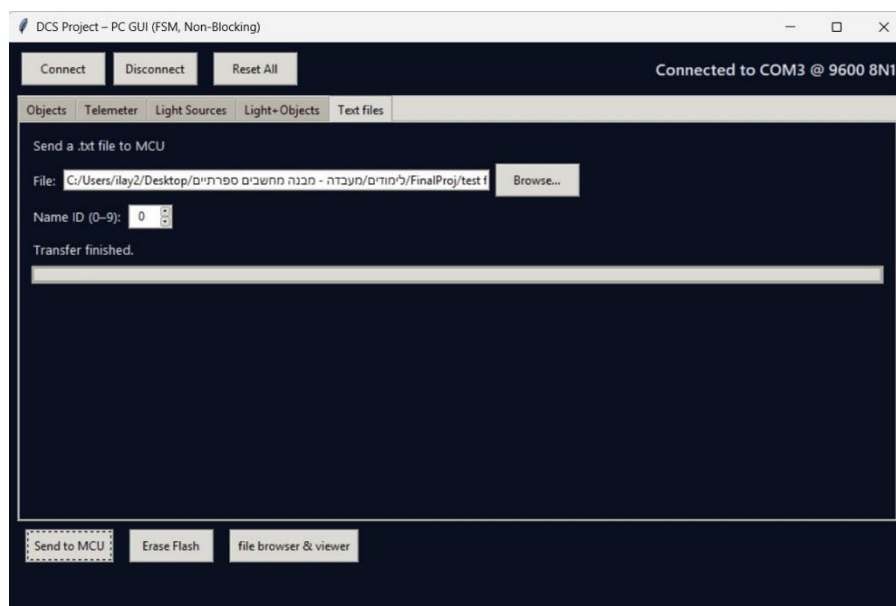 DCS Project – PC GUI (FSM, Non-Blocking)
Connect Disconnect Reset All Connected to COM3 @ 9600 8N1
Objects Telemeter Light Sources Light+Objects Text files
Send a .txt file to MCU
File: C:/Users/ilay2/Desktop/לימודים/מעבדה - מבנה מחשבים ספרתיים/FinalProj/test f Browse...
Name ID (0–9): 0
Transfer finished.
Send to MCU Erase Flash file browser & viewer